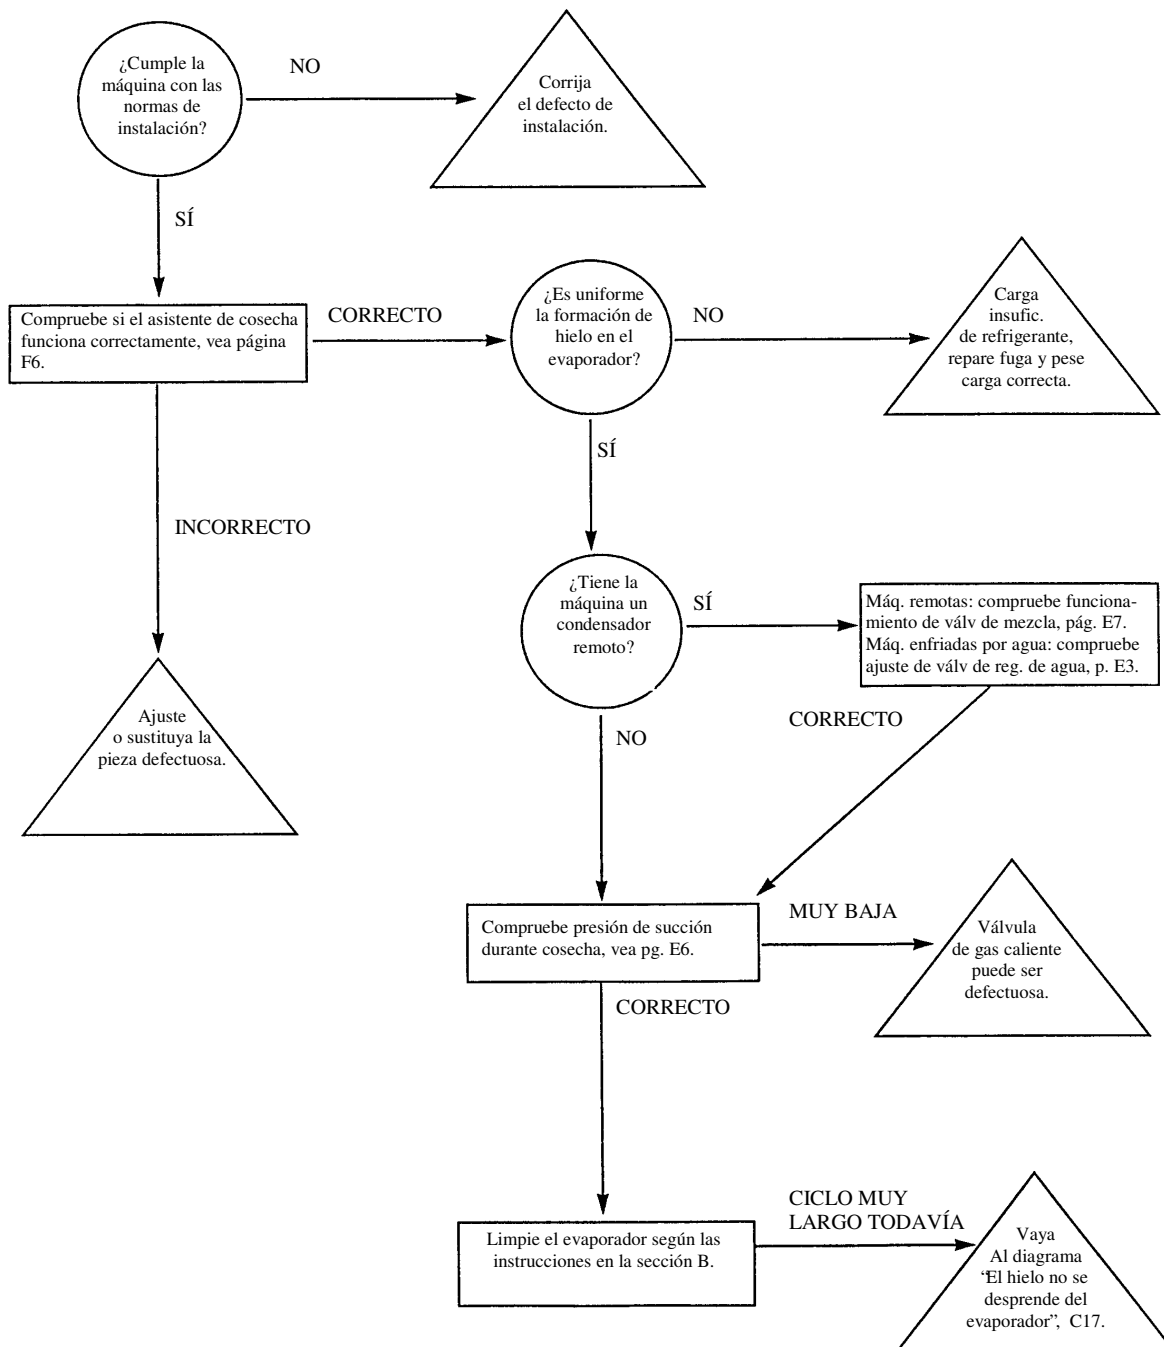 ¿Cumple la
máquina con las
normas de
instalación?
NO
Corrija
el defecto de
instalación.
SÍ
Compruebe si el asistente de cosecha
funciona correctamente, vea página
F6.
CORRECTO
¿Es uniforme
la formación de
hielo en el
evaporador?
NO
Carga
insufic.
de refrigerante,
repare fuga y pese
carga correcta.
SÍ
INCORRECTO
Ajuste
o sustituya la
pieza defectuosa.
¿Tiene la
máquina un
condensador
remoto?
SÍ
Máq. remotas: compruebe funciona-
miento de válv de mezcla, pág. E7.
Máq. enfriadas por agua: compruebe
ajuste de válv de reg. de agua, p. E3.
CORRECTO
NO
Compruebe presión de succión
durante cosecha, vea pg. E6.
MUY BAJA
Válvula
de gas caliente
puede ser
defectuosa.
CORRECTO
Limpie el evaporador según las
instrucciones en la sección B.
CICLO MUY
LARGO TODAVÍA
Vaya
Al diagrama
“El hielo no se
desprende del
evaporador”, C17.